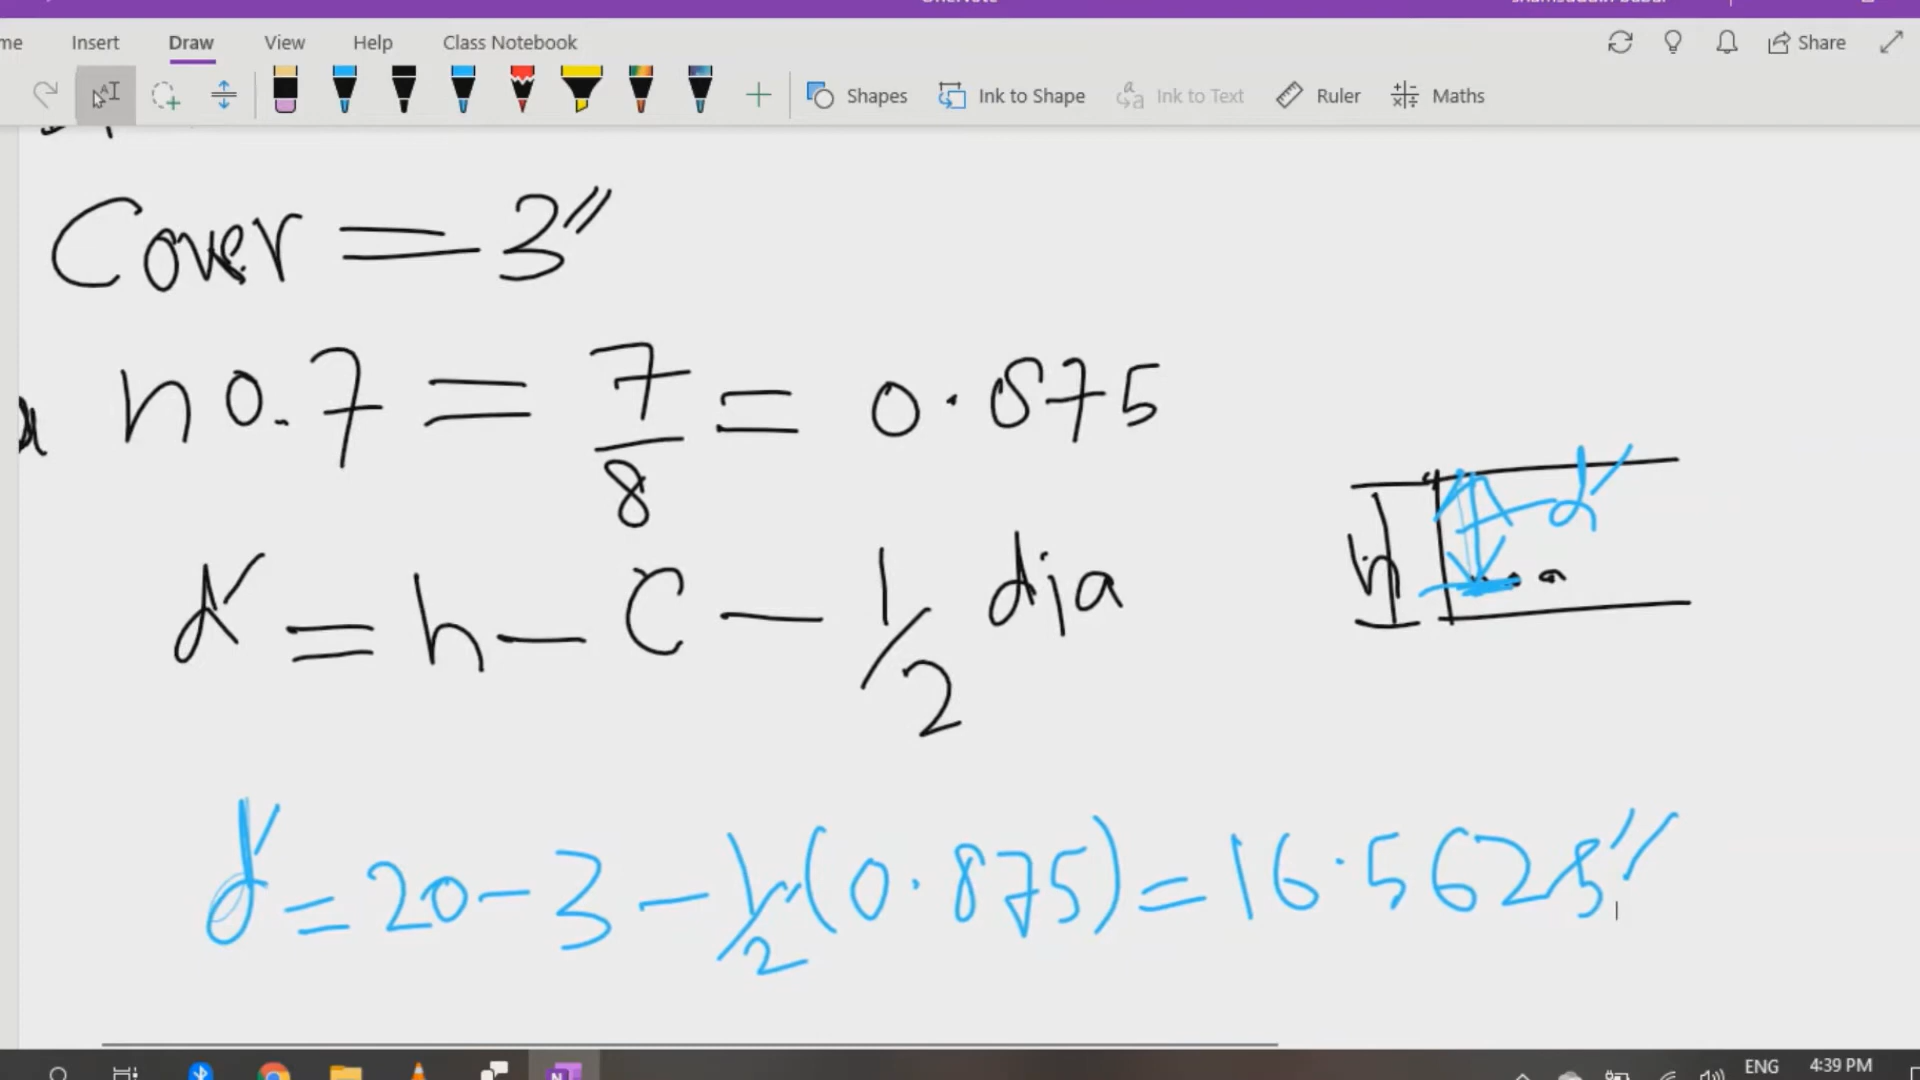 OneNote
Insert Draw View Help Class Notebook Share
Shapes Ink to Shape Ink to Text Ruler Maths
Cover = 3"
no. 7 = 7/8 = 0.875
d' = h - C - 1/2 dia
h d'
d' = 20 - 3 - 1/2 (0.875) = 16.5625"
ENG 4:39 PM